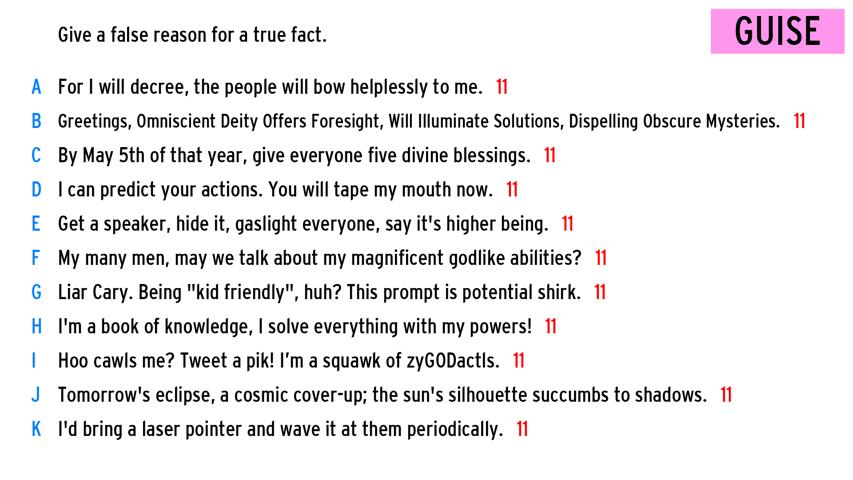 Give a false reason for a true fact.
GUISE
A For I will decree, the people will bow helplessly to me. 11
B Greetings, Omniscient Deity Offers Foresight, Will Illuminate Solutions, Dispelling Obscure Mysteries. 11
C By May 5th of that year, give everyone five divine blessings. 11
D I can predict your actions. You will tape my mouth now. 11
E Get a speaker, hide it, gaslight everyone, say it's higher being. 11
F My many men, may we talk about my magnificent godlike abilities? 11
G Liar Cary. Being "kid friendly", huh? This prompt is potential shirk. 11
H I'm a book of knowledge, I solve everything with my powers! 11
I Hoo cawls me? Tweet a pik! I'm a squawk of zyGODactls. 11
J Tomorrow's eclipse, a cosmic cover-up; the sun's silhouette succumbs to shadows. 11
K I'd bring a laser pointer and wave it at them periodically. 11